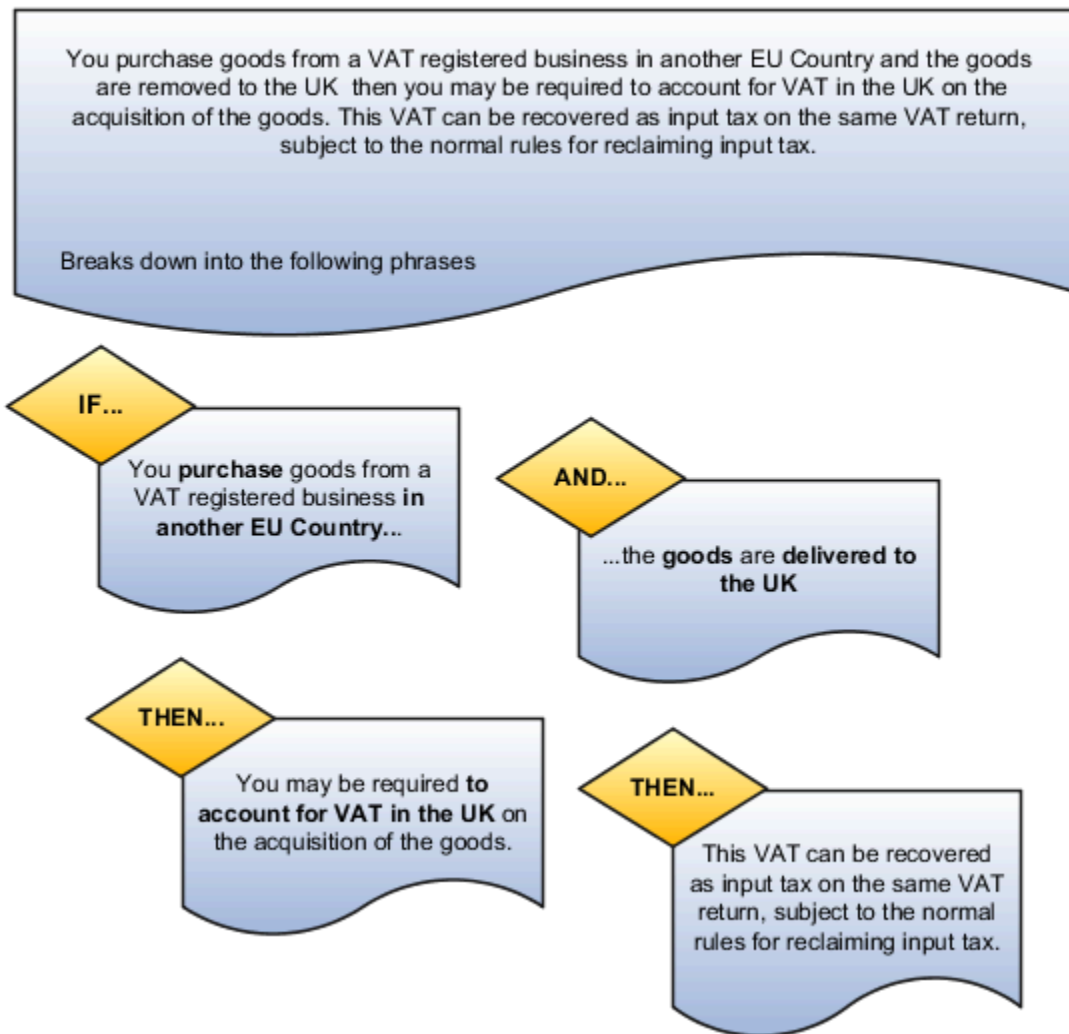 You purchase goods from a VAT registered business in another EU Country and the goods
are removed to the UK  then you may be required to account for VAT in the UK on the
acquisition of the goods. This VAT can be recovered as input tax on the same VAT return,
subject to the normal rules for reclaiming input tax.
Breaks down into the following phrases
IF...
You purchase goods from a
VAT registered business in
another EU Country...
AND...
...the goods are delivered to
the UK
THEN...
You may be required to
account for VAT in the UK on
the acquisition of the goods.
THEN...
This VAT can be recovered
as input tax on the same VAT
return, subject to the normal
rules for reclaiming input tax.